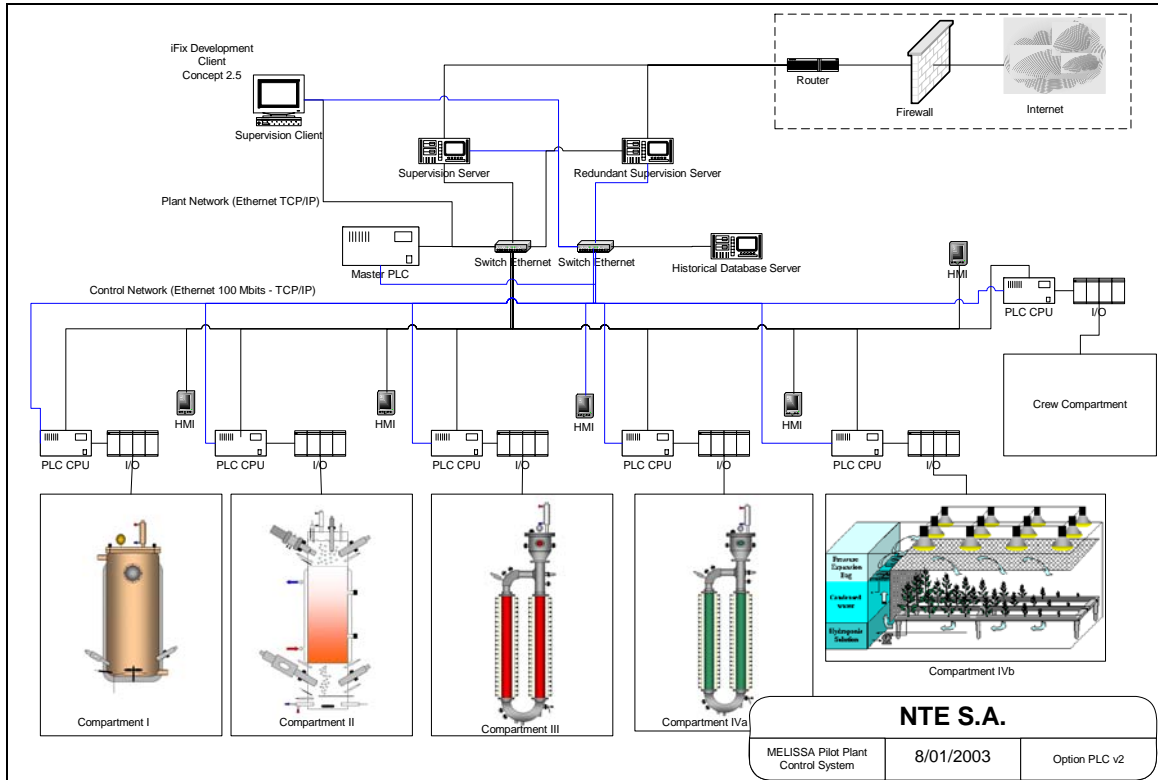 iFix Development
Client
Concept 2.5
Supervision Client
Router
Firewall
Internet
Supervision Server
Redundant Supervision Server
Plant Network (Ethernet TCP/IP)
Master PLC
Switch Ethernet
Switch Ethernet
Historical Database Server
HMI
Control Network (Ethernet 100 Mbits - TCP/IP)
PLC CPU
I/O
Crew Compartment
HMI
HMI
HMI
HMI
PLC CPU
I/O
PLC CPU
I/O
PLC CPU
I/O
PLC CPU
I/O
PLC CPU
I/O
Pressure
Expansion
Bag
Condensed
water
Hydroponic
Solution
Compartment I
Compartment II
Compartment III
Compartment IVa
Compartment IVb
NTE S.A.
MELISSA Pilot Plant
Control System
8/01/2003
Option PLC v2